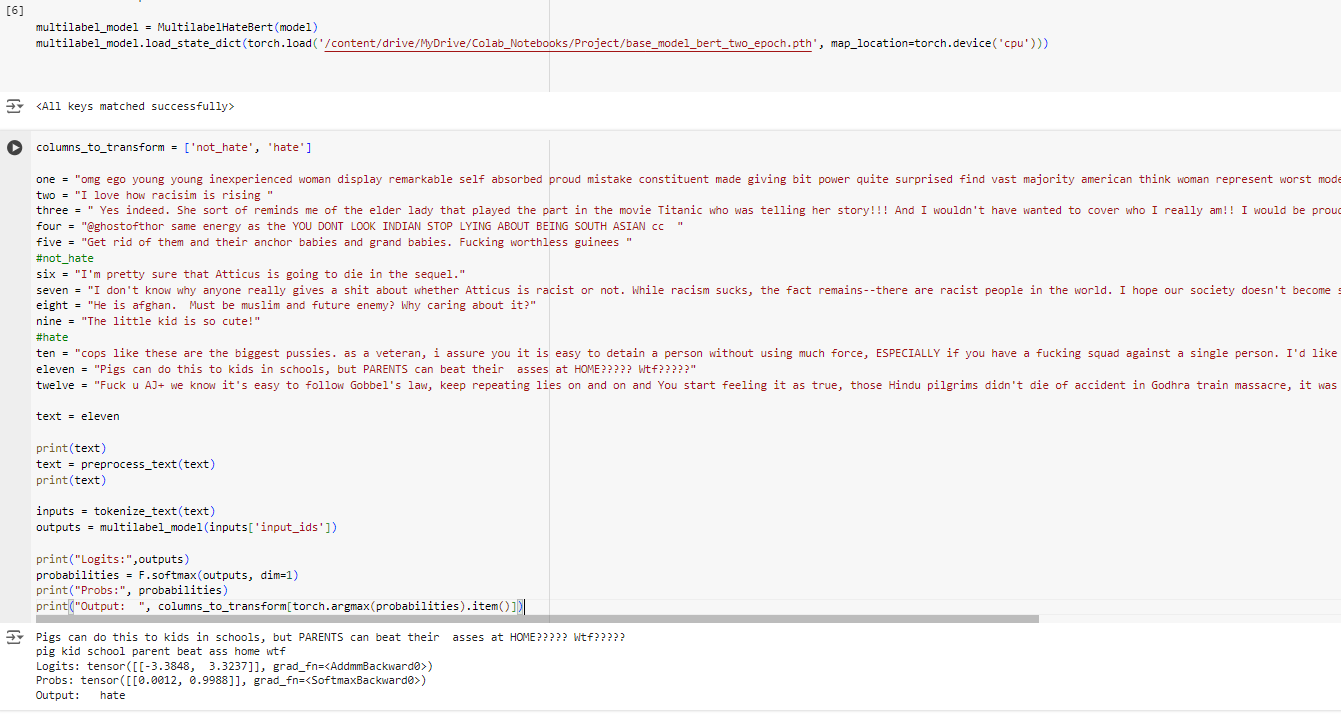 [6]
multilabel_model = MultilabelHateBert(model)
multilabel_model.load_state_dict(torch.load('/content/drive/MyDrive/Colab_Notebooks/Project/base_model_bert_two_epoch.pth', map_location=torch.device('cpu')))
<All keys matched successfully>
columns_to_transform = ['not_hate', 'hate']
one = "omg ego young young inexperienced woman display remarkable self absorbed proud mistake constituent made giving bit power quite surprised find vast majority american think woman represent worst mode
two = "I love how racisim is rising "
three = " Yes indeed. She sort of reminds me of the elder lady that played the part in the movie Titanic who was telling her story!!! And I wouldn't have wanted to cover who I really am!! I would be proud
four = "@ghostofthor same energy as the YOU DONT LOOK INDIAN STOP LYING ABOUT BEING SOUTH ASIAN cc  "
five = "Get rid of them and their anchor babies and grand babies. Fucking worthless guinees "
#not_hate
six = "I'm pretty sure that Atticus is going to die in the sequel."
seven = "I don't know why anyone really gives a shit about whether Atticus is racist or not. While racism sucks, the fact remains--there are racist people in the world. I hope our society doesn't become s
eight = "He is afghan.  Must be muslim and future enemy? Why caring about it?"
nine = "The little kid is so cute!"
#hate
ten = "cops like these are the biggest pussies. as a veteran, i assure you it is easy to detain a person without using much force, ESPECIALLY if you have a fucking squad against a single person. I'd like
eleven = "Pigs can do this to kids in schools, but PARENTS can beat their  asses at HOME????? Wtf?????"
twelve = "Fuck u AJ+ we know it's easy to follow Gobbel's law, keep repeating lies on and on and You start feeling it as true, those Hindu pilgrims didn't die of accident in Godhra train massacre, it was
text = eleven
print(text)
text = preprocess_text(text)
print(text)
inputs = tokenize_text(text)
outputs = multilabel_model(inputs['input_ids'])
print("Logits:",outputs)
probabilities = F.softmax(outputs, dim=1)
print("Probs:", probabilities)
print("Output:  ", columns_to_transform[torch.argmax(probabilities).item()])
Pigs can do this to kids in schools, but PARENTS can beat their  asses at HOME????? Wtf?????
pig kid school parent beat ass home wtf
Logits: tensor([[-3.3848,  3.3237]], grad_fn=<AddmmBackward0>)
Probs: tensor([[0.0012, 0.9988]], grad_fn=<SoftmaxBackward0>)
Output:   hate